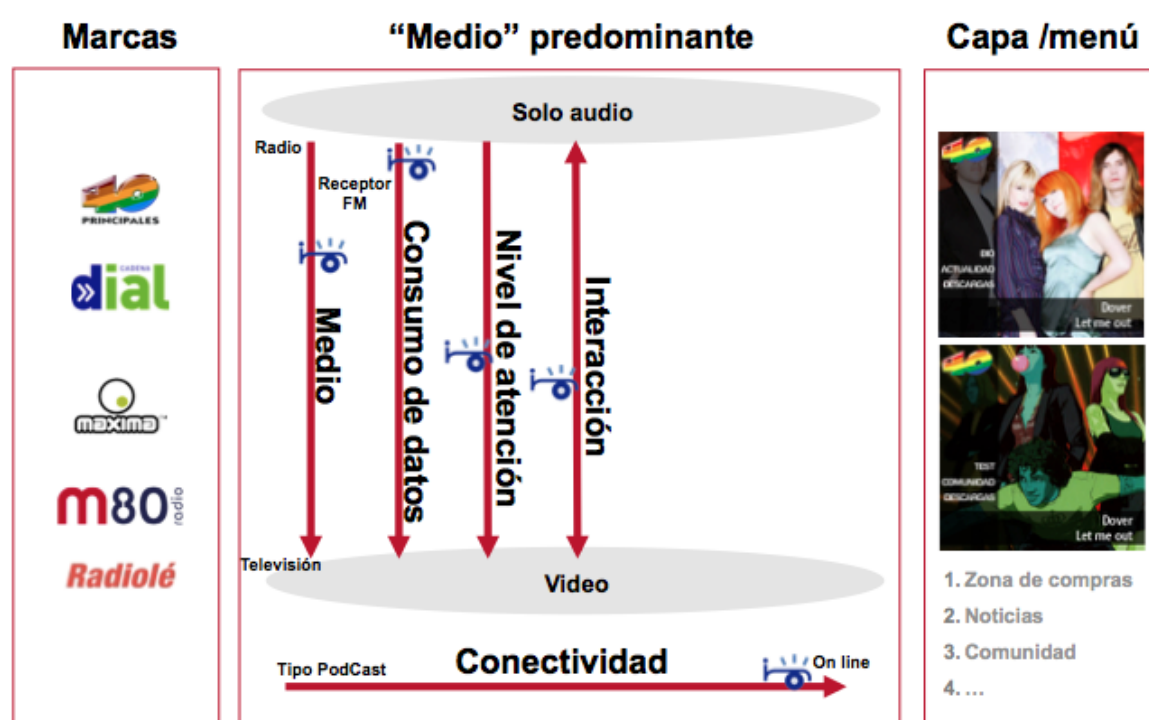 Marcas
“Medio” predominante
Capa /menú
40
PRINCIPALES
CADENA
dial
maxima
m80 radio
Radiolé
Solo audio
Radio
Receptor
FM
Medio
Consumo de datos
Nivel de atención
Interacción
Televisión
Video
Tipo PodCast
Conectividad
On line
40
BIO
ACTUALIDAD
DESCARGAS
Dover
Let me out
40
TEST
COMUNIDAD
DESCARGAS
Dover
Let me out
1. Zona de compras
2. Noticias
3. Comunidad
4. ...